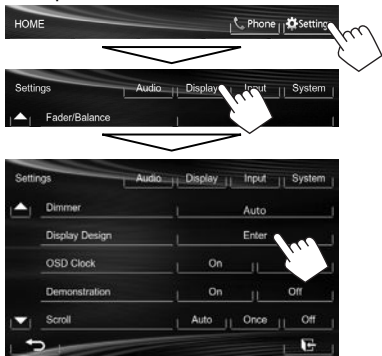 HOME Phone Setting
Settings Audio Display Input System
Fader/Balance
Settings Audio Display Input System
Dimmer Auto
Display Design Enter
OSD Clock On
Demonstration On Off
Scroll Auto Once Off